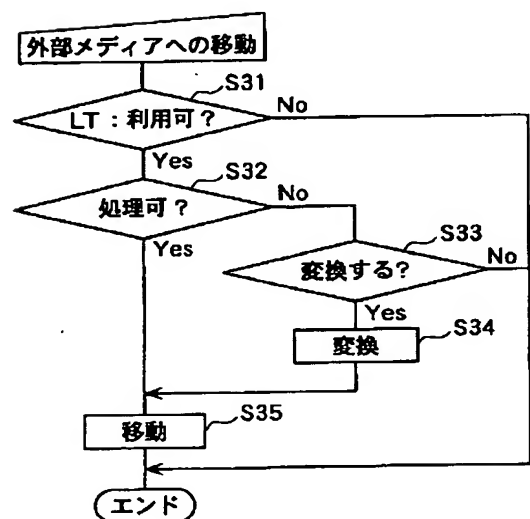 外部メディアへの移動
S31
LT:利用可?
No
Yes
S32
処理可?
No
Yes
S33
変換する?
No
Yes
変換
S34
移動
S35
エンド